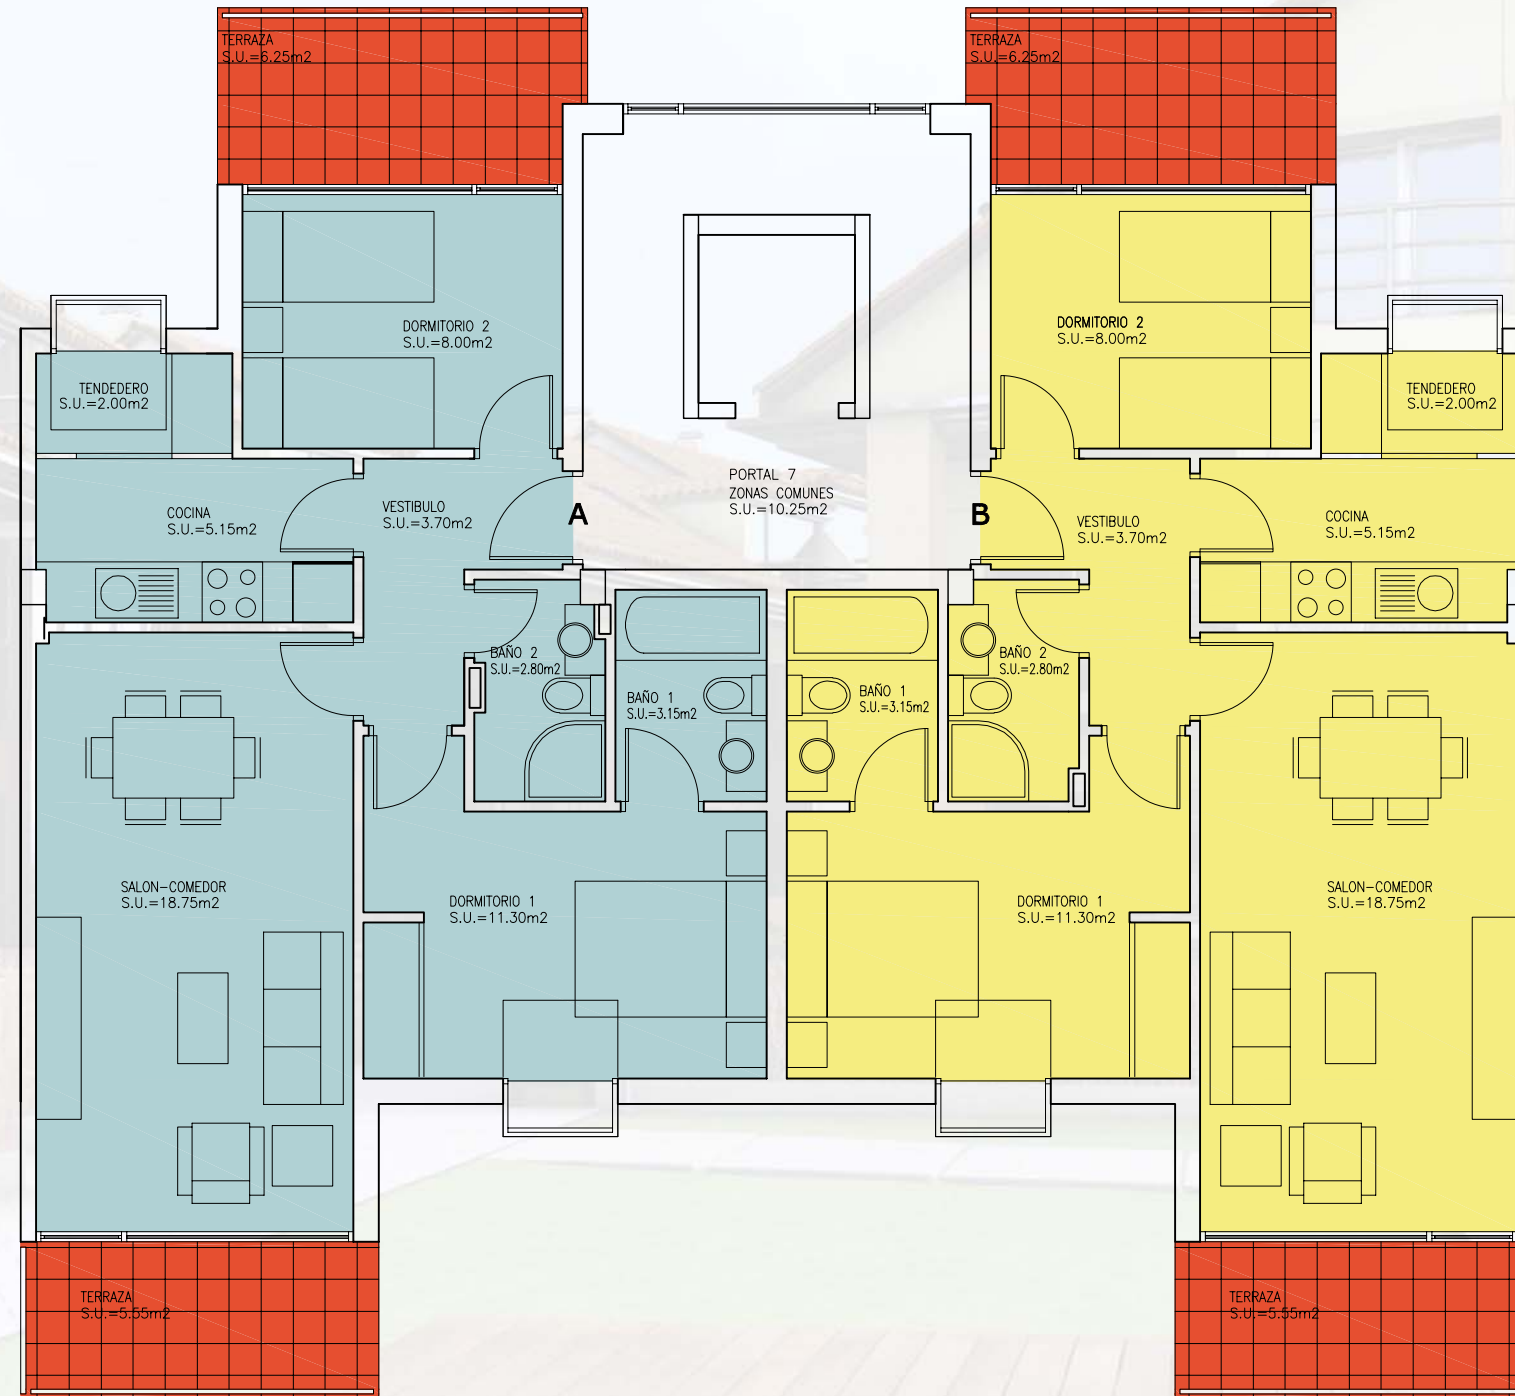 TERRAZA
S.U.=6.25m2
TERRAZA
S.U.=6.25m2
DORMITORIO 2
S.U.=8.00m2
DORMITORIO 2
S.U.=8.00m2
TENDEDERO
S.U.=2.00m2
TENDEDERO
S.U.=2.00m2
COCINA
S.U.=5.15m2
VESTIBULO
S.U.=3.70m2
A
PORTAL 7
ZONAS COMUNES
S.U.=10.25m2
B
VESTIBULO
S.U.=3.70m2
COCINA
S.U.=5.15m2
BAÑO 2
S.U.=2.80m2
BAÑO 1
S.U.=3.15m2
BAÑO 1
S.U.=3.15m2
BAÑO 2
S.U.=2.80m2
SALON-COMEDOR
S.U.=18.75m2
DORMITORIO 1
S.U.=11.30m2
DORMITORIO 1
S.U.=11.30m2
SALON-COMEDOR
S.U.=18.75m2
TERRAZA
S.U.=5.55m2
TERRAZA
S.U.=5.55m2